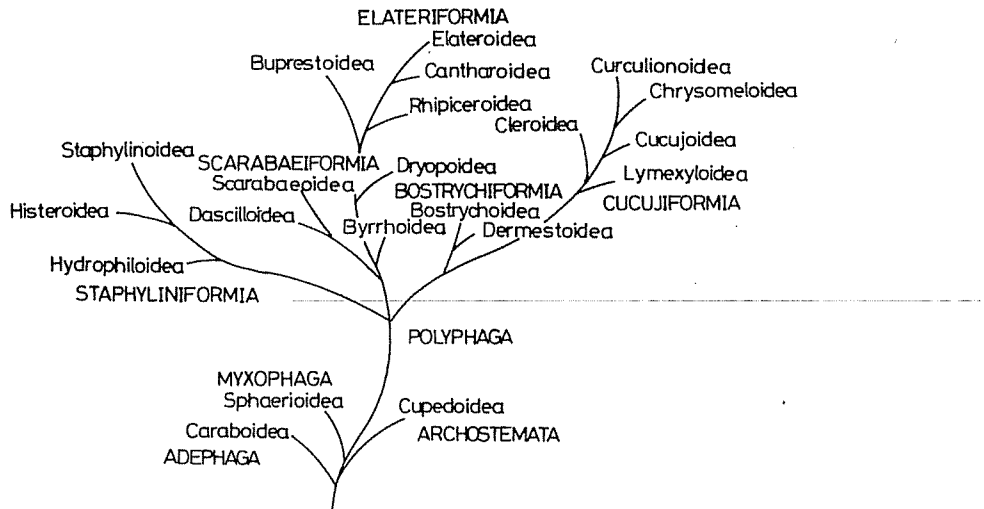 ELATERIFORMIA
Elateroidea
Buprestoidea
Cantharoidea
Curculionoidea
Chrysomeloidea
Rhipiceroidea
Cleroidea
Cucujoidea
Staphylinoidea
SCARABAEIFORMIA
Dryopoidea
Lymexyloidea
Scarabaeoidea
BOSTRYCHIFORMIA
CUCUJIFORMIA
Histeroidea
Dascilloidea
Bostrychoidea
Byrrhoidea
Dermestoidea
Hydrophiloidea
STAPHYLINIFORMIA
POLYPHAGA
MYXOPHAGA
Sphaerioidea
Cupedoidea
Caraboidea
ARCHOSTEMATA
ADEPHAGA